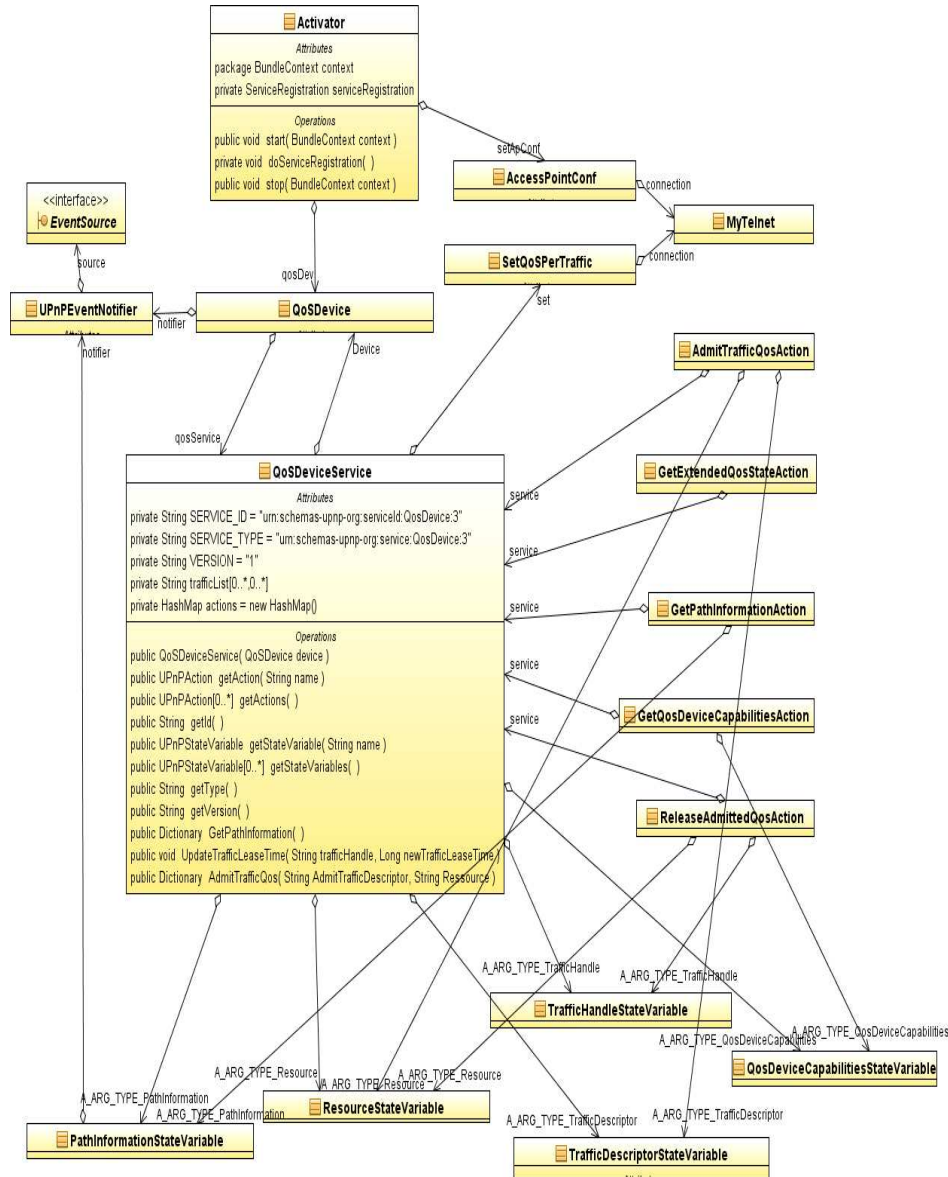 Activator
Attributes
package BundleContext context
private ServiceRegistration serviceRegistration
Operations
public void start( BundleContext context )
private void doServiceRegistration( )
public void stop( BundleContext context )
setApConf
AccessPointConf
connection
MyTelnet
<<interface>>
EventSource
source
SetQoSPerTraffic
connection
set
qosDev
UPnPEventNotifier
notifier
QoSDevice
notifier
Device
AdmitTrafficQosAction
qosService
QoSDeviceService
Attributes
private String SERVICE_ID = "urn:schemas-upnp-org:serviceId:QosDevice:3"
private String SERVICE_TYPE = "urn:schemas-upnp-org:service:QosDevice:3"
private String VERSION = "1"
private String trafficList[0..*,0..*]
private HashMap actions = new HashMap()
Operations
public QoSDeviceService( QoSDevice device )
public UPnPAction getAction( String name )
public UPnPAction[0..*] getActions( )
public String getId( )
public UPnPStateVariable getStateVariable( String name )
public UPnPStateVariable[0..*] getStateVariables( )
public String getType( )
public String getVersion( )
public Dictionary GetPathInformation( )
public void UpdateTrafficLeaseTime( String trafficHandle, Long newTrafficLeaseTime )
public Dictionary AdmitTrafficQos( String AdmitTrafficDescriptor, String Ressource )
service
GetExtendedQosStateAction
service
service
GetPathInformationAction
service
GetQosDeviceCapabilitiesAction
service
ReleaseAdmittedQosAction
A_ARG_TYPE_TrafficHandle
A_ARG_TYPE_TrafficHandle
TrafficHandleStateVariable
A_ARG_TYPE_QosDeviceCapabilities
A_ARG_TYPE_QosDeviceCapabilities
QosDeviceCapabilitiesStateVariable
A_ARG_TYPE_Resource
A_ARG_TYPE_Resource
A_ARG_TYPE_Resource
ResourceStateVariable
A_ARG_TYPE_PathInformation
A_ARG_TYPE_PathInformation
PathInformationStateVariable
A_ARG_TYPE_TrafficDescriptor
A_ARG_TYPE_TrafficDescriptor
TrafficDescriptorStateVariable